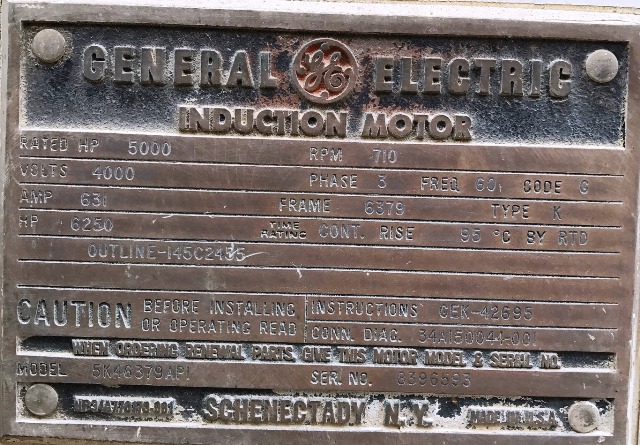 GENERAL GE ELECTRIC
INDUCTION MOTOR
RATED HP 5000 RPM 710
VOLTS 4000 PHASE 3 FREQ 60 CODE G
AMP 631 FRAME 6379 TYPE K
HP 6250 TIME RATING CONT. RISE 95 °C BY RTD
OUTLINE-145C2455
CAUTION BEFORE INSTALLING OR OPERATING READ
INSTRUCTIONS GEK-42695
CONN. DIAG. 34A150044-001
WHEN ORDERING RENEWAL PARTS GIVE THIS MOTOR MODEL & SERIAL NO.
MODEL 5K46379AP1 SER. NO. 8396595
SCHENECTADY N.Y. MADE IN U.S.A.